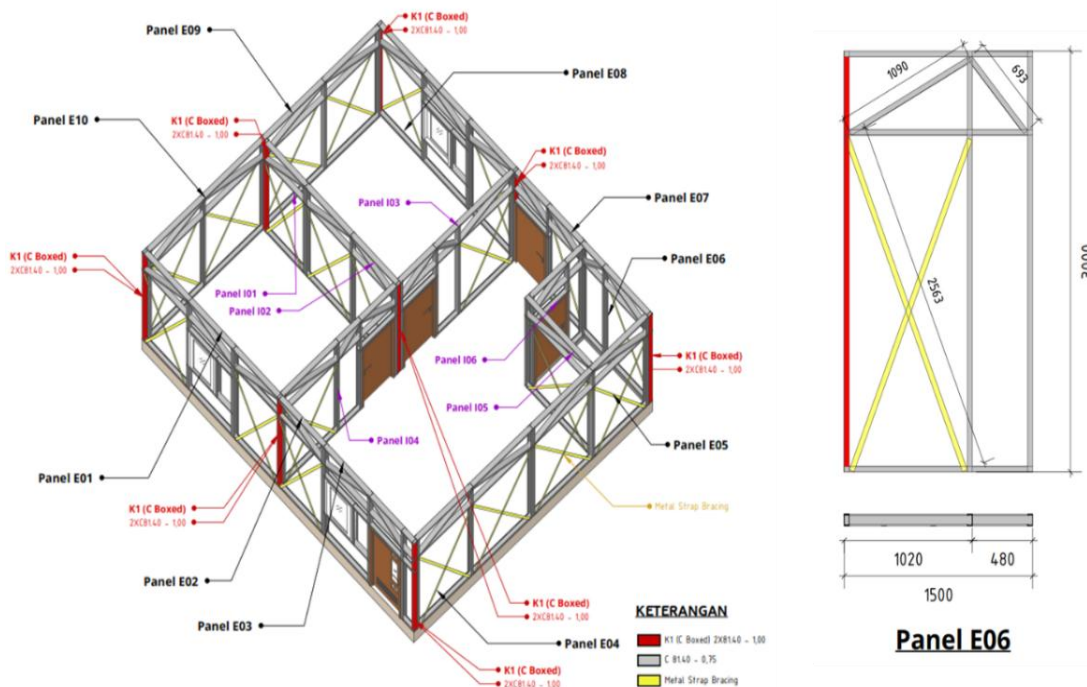 K1 (C Boxed)
2XC81.40 - 1,00
Panel E09
Panel E08
K1 (C Boxed)
2XC81.40 - 1,00
Panel E10
K1 (C Boxed)
2XC81.40 - 1,00
Panel I03
Panel E07
K1 (C Boxed)
2XC81.40 - 1,00
Panel E06
Panel I01
Panel I02
Panel I06
K1 (C Boxed)
2XC81.40 - 1,00
Panel I05
Panel I04
Panel E05
Panel E01
Metal Strap Bracing
K1 (C Boxed)
2XC81.40 - 1,00
Panel E02
K1 (C Boxed)
2XC81.40 - 1,00
Panel E03
Panel E04
K1 (C Boxed)
2XC81.40 - 1,00
KETERANGAN
K1 (C Boxed) 2X81.40 - 1,00
C 81.40 - 0,75
Metal Strap Bracing
1090
693
2563
1020
480
1500
Panel E06